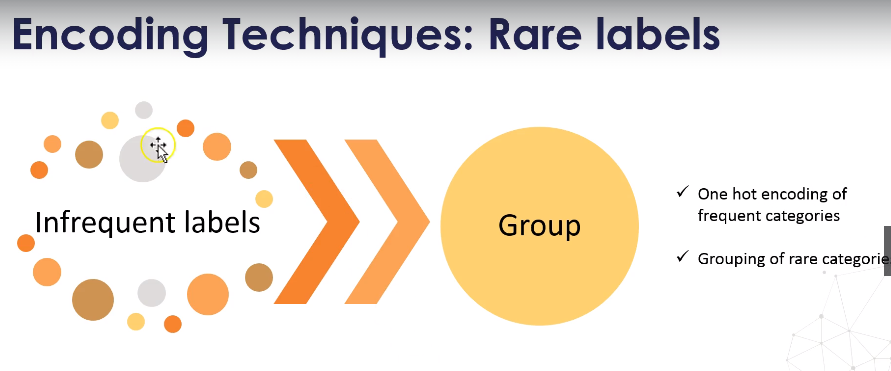 Encoding Techniques: Rare labels
Infrequent labels
Group
✓ One hot encoding of
frequent categories
✓ Grouping of rare categorie